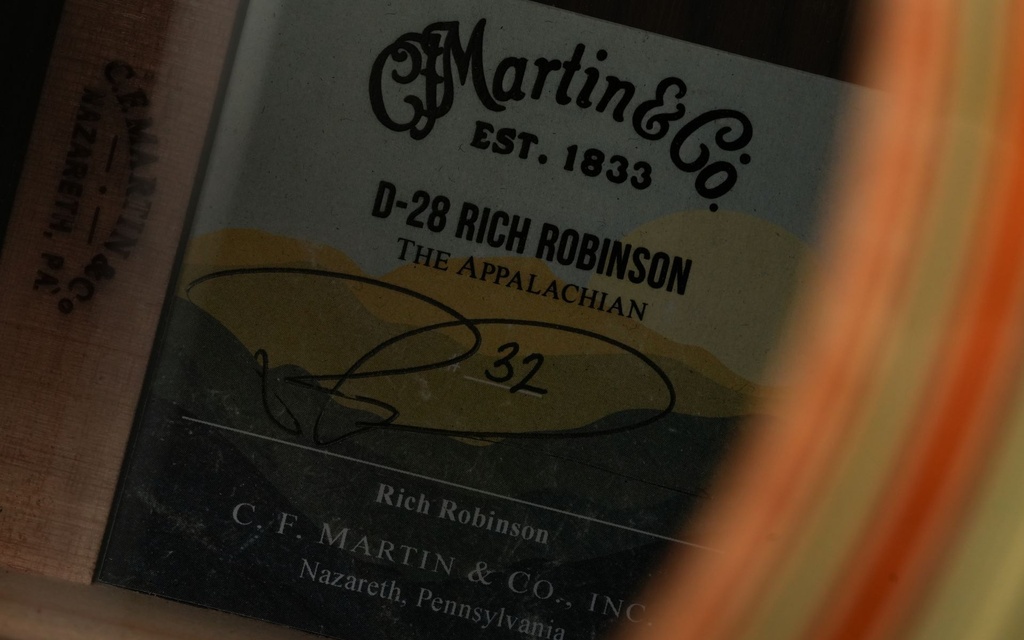 C.F. MARTIN & Co
NAZARETH, PA.
CFMartin & Co.
EST. 1833
D-28 RICH ROBINSON
THE APPALACHIAN
32
Rich Robinson
C. F. MARTIN & CO., INC.
Nazareth, Pennsylvania